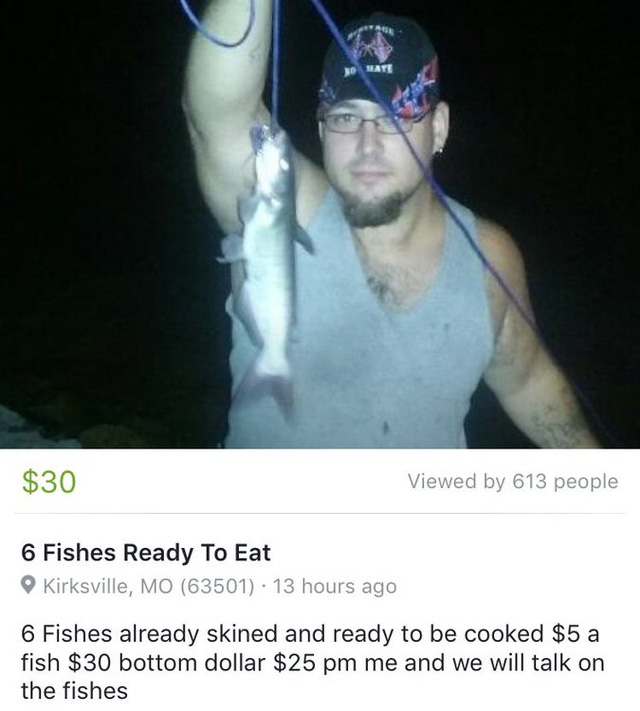 HERITAGE
NO HATE
$30
Viewed by 613 people
6 Fishes Ready To Eat
Kirksville, MO (63501) · 13 hours ago
6 Fishes already skined and ready to be cooked $5 a
fish $30 bottom dollar $25 pm me and we will talk on
the fishes